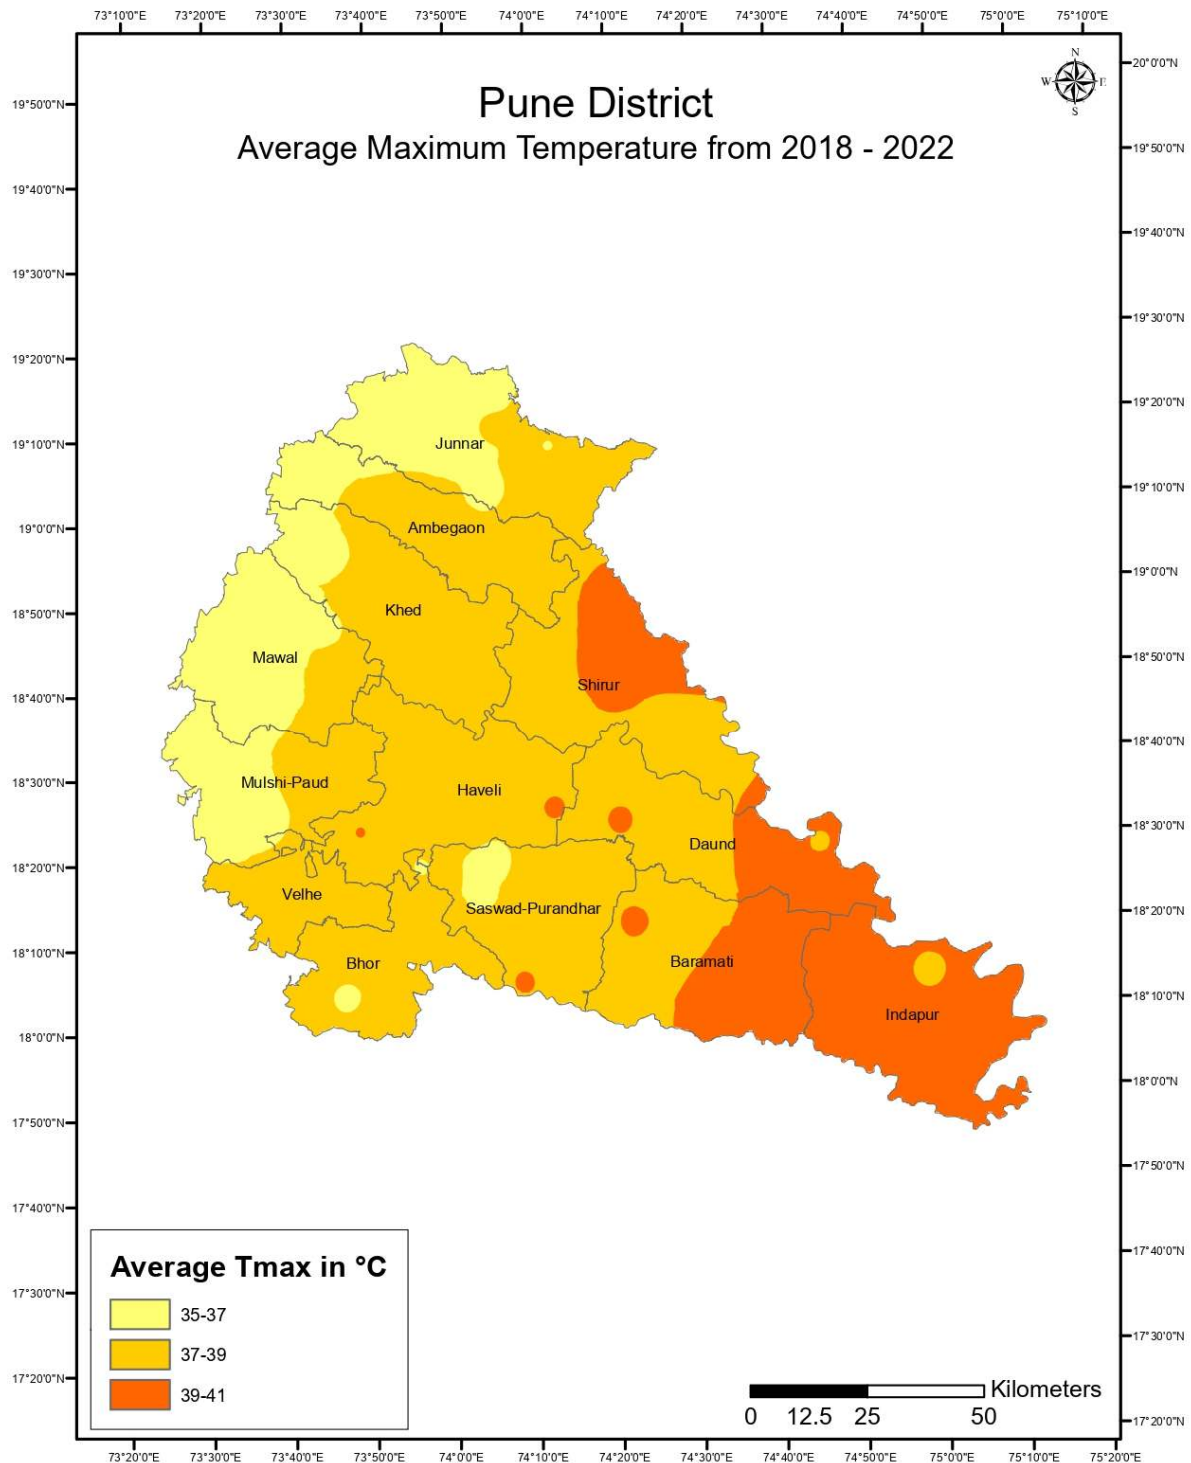 73°10'0"E 73°20'0"E 73°30'0"E 73°40'0"E 73°50'0"E 74°0'0"E 74°10'0"E 74°20'0"E 74°30'0"E 74°40'0"E 74°50'0"E 75°0'0"E 75°10'0"E
N
W E
S
Pune District
Average Maximum Temperature from 2018 - 2022
19°50'0"N
19°40'0"N
19°30'0"N
19°20'0"N
19°10'0"N
19°0'0"N
18°50'0"N
18°40'0"N
18°30'0"N
18°20'0"N
18°10'0"N
18°0'0"N
17°50'0"N
17°40'0"N
17°30'0"N
17°20'0"N
20°0'0"N
19°50'0"N
19°40'0"N
19°30'0"N
19°20'0"N
19°10'0"N
19°0'0"N
18°50'0"N
18°40'0"N
18°30'0"N
18°20'0"N
18°10'0"N
18°0'0"N
17°50'0"N
17°40'0"N
17°30'0"N
17°20'0"N
Junnar
Ambegaon
Khed
Mawal
Shirur
Mulshi-Paud
Haveli
Daund
Velhe
Saswad-Purandhar
Bhor
Baramati
Indapur
Average Tmax in °C
35-37
37-39
39-41
Kilometers
0 12.5 25 50
73°20'0"E 73°30'0"E 73°40'0"E 73°50'0"E 74°0'0"E 74°10'0"E 74°20'0"E 74°30'0"E 74°40'0"E 74°50'0"E 75°0'0"E 75°10'0"E 75°20'0"E